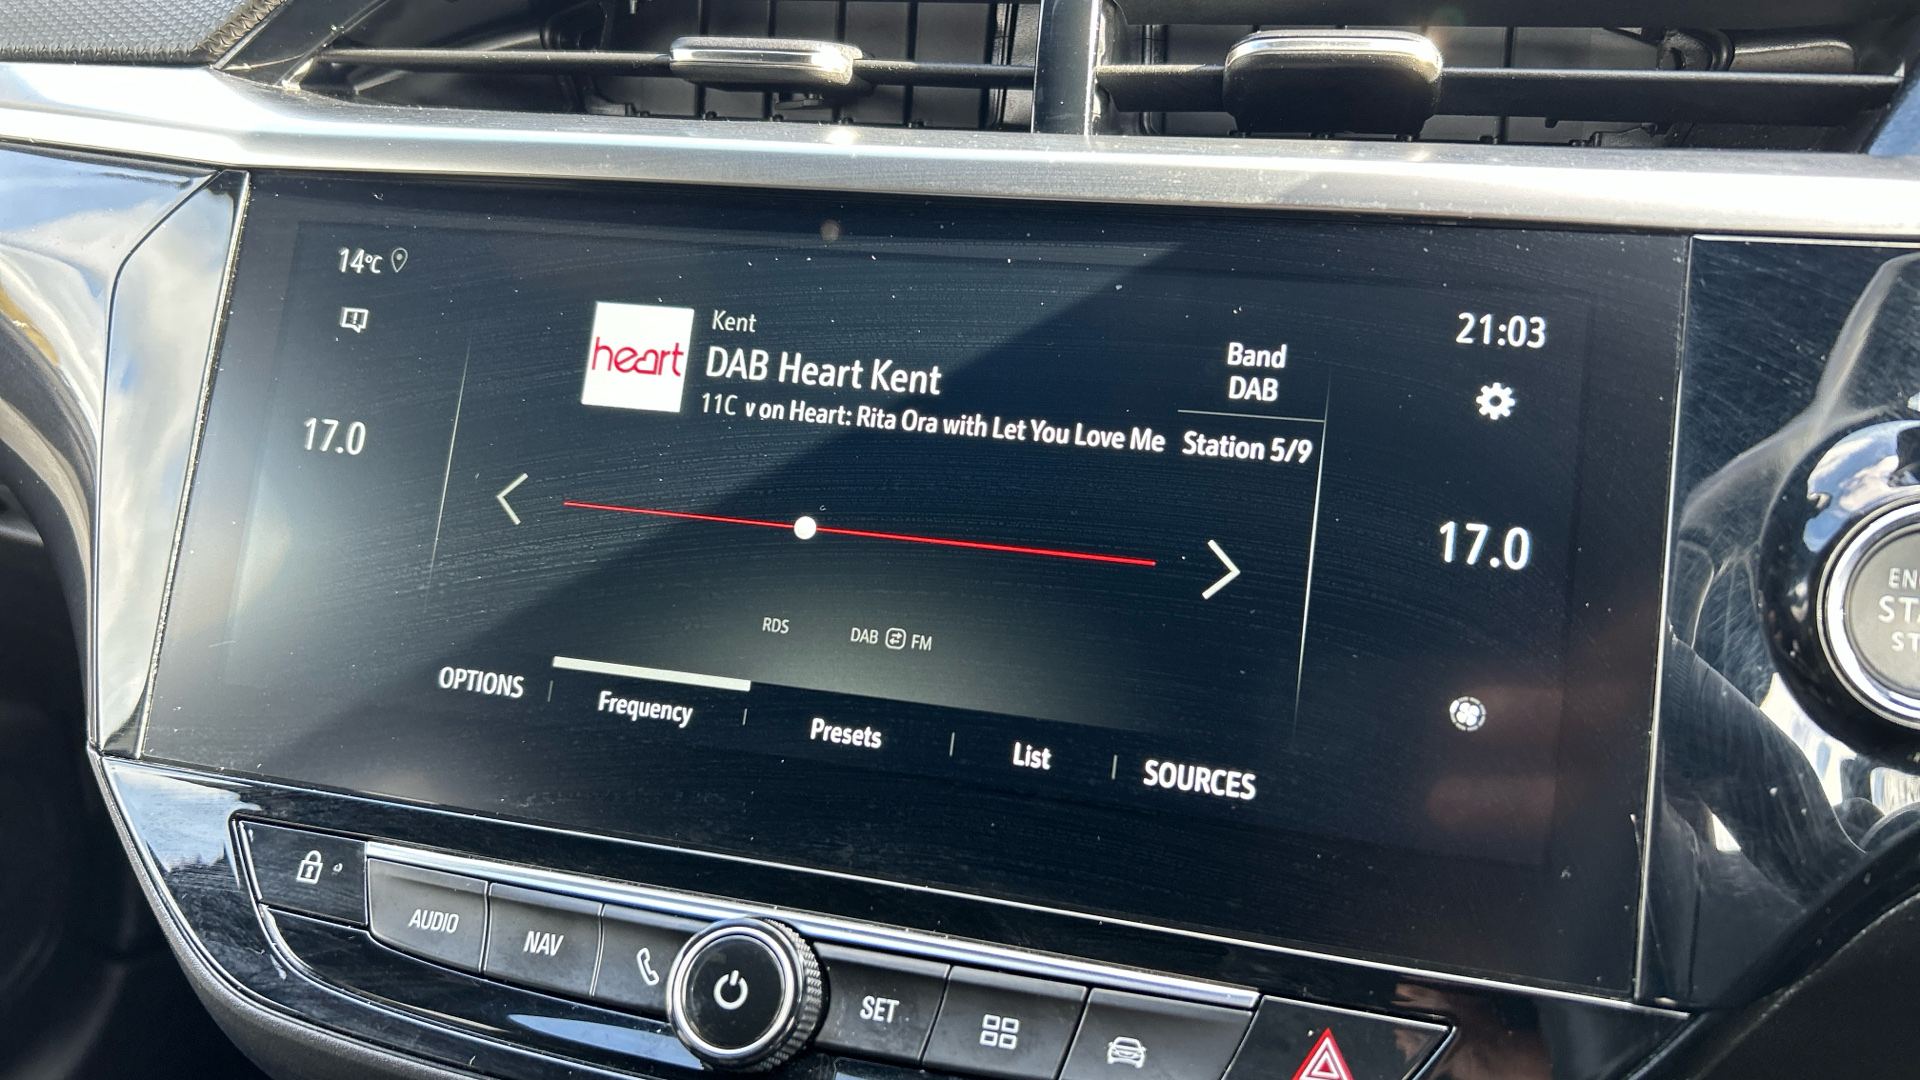 14°C
21:03
Kent
heart
DAB Heart Kent
11C v on Heart: Rita Ora with Let You Love Me
Band
DAB
Station 5/9
17.0
17.0
RDS
DAB FM
OPTIONS
Frequency
Presets
List
SOURCES
AUDIO
NAV
SET